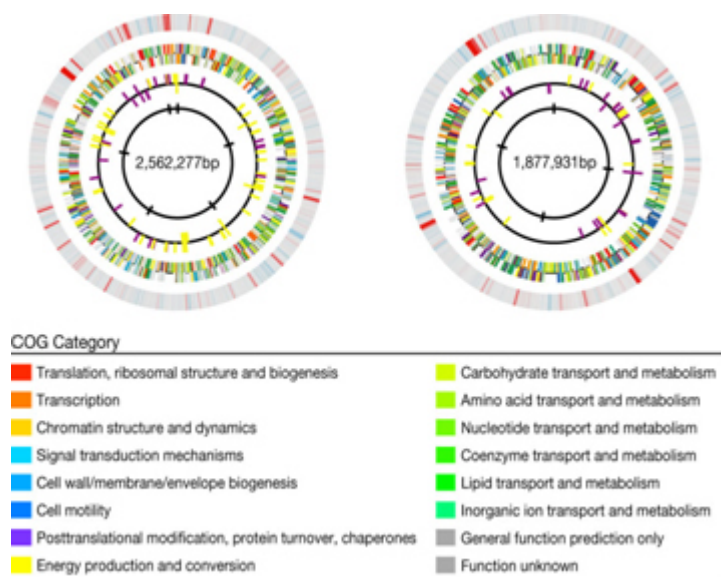 2,562,277bp
1,877,931bp
COG Category
Translation, ribosomal structure and biogenesis
Transcription
Chromatin structure and dynamics
Signal transduction mechanisms
Cell wall/membrane/envelope biogenesis
Cell motility
Posttranslational modification, protein turnover, chaperones
Energy production and conversion
Carbohydrate transport and metabolism
Amino acid transport and metabolism
Nucleotide transport and metabolism
Coenzyme transport and metabolism
Lipid transport and metabolism
Inorganic ion transport and metabolism
General function prediction only
Function unknown